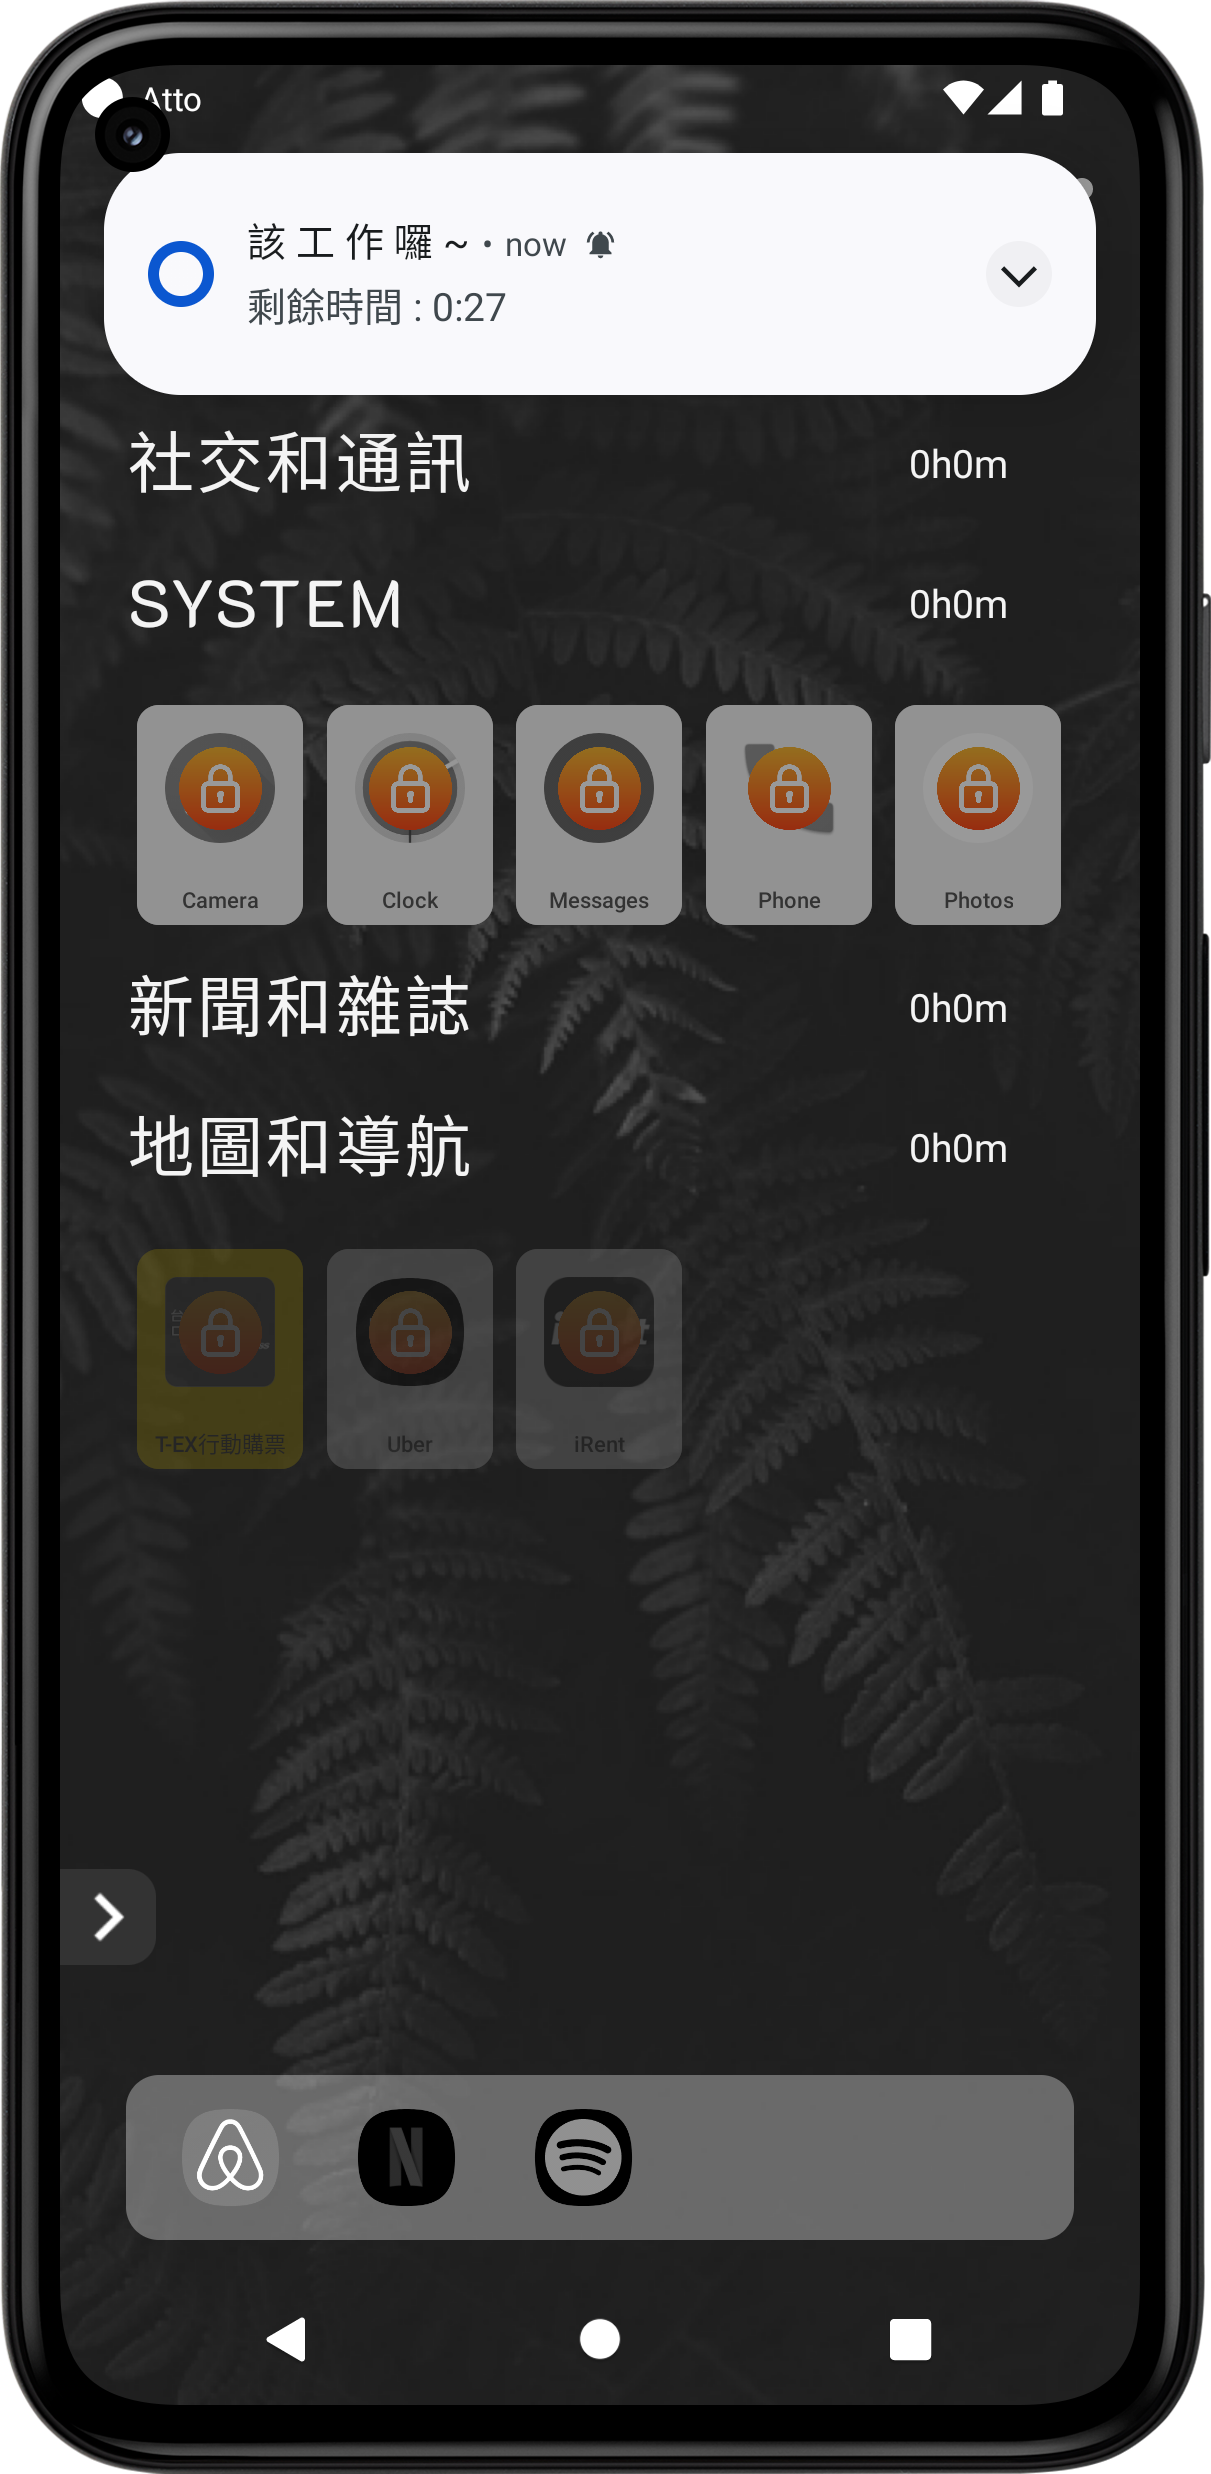 Atto
該 工 作 囉 ~ • now
剩餘時間 : 0:27
社交和通訊 0h0m
SYSTEM 0h0m
Camera Clock Messages Phone Photos
新聞和雜誌 0h0m
地圖和導航 0h0m
T-EX行動購票 Uber iRent